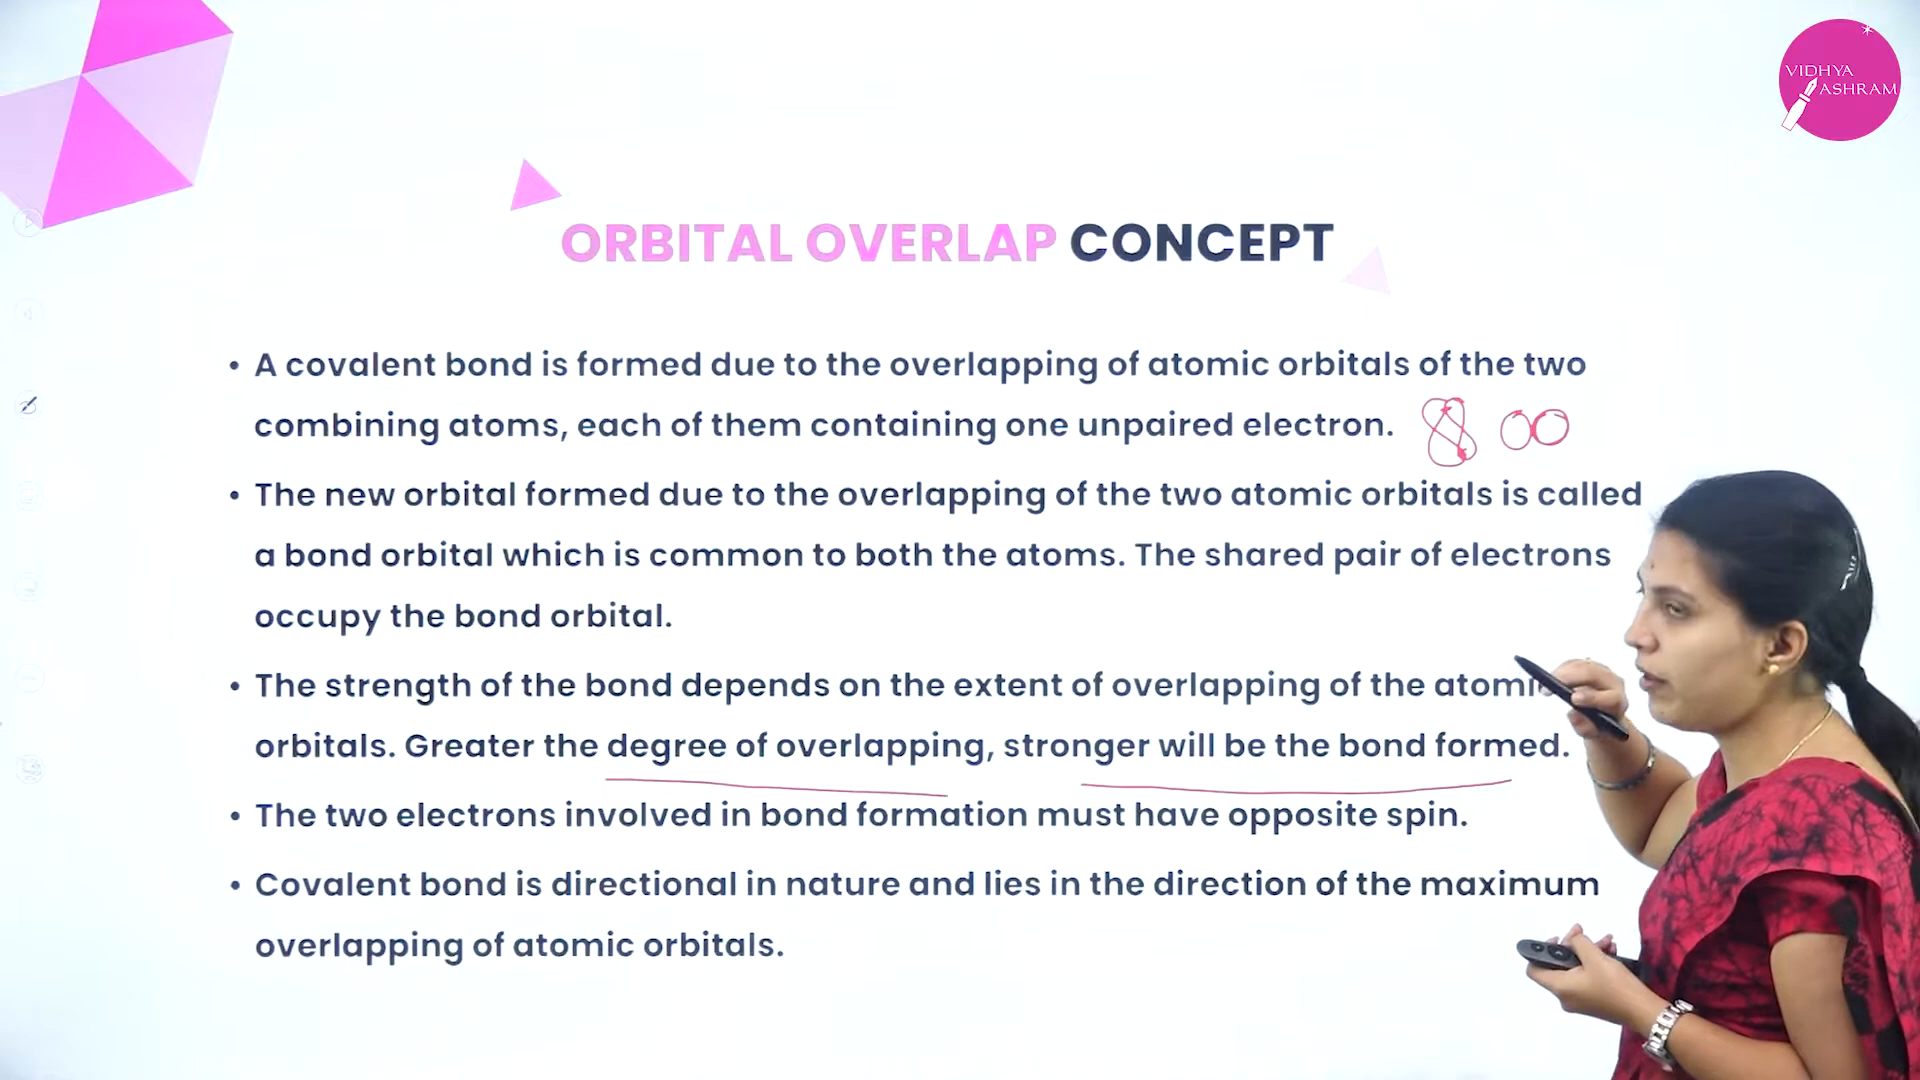 VIDHYA
ASHRAM
ORBITAL OVERLAP CONCEPT
• A covalent bond is formed due to the overlapping of atomic orbitals of the two
combining atoms, each of them containing one unpaired electron.
• The new orbital formed due to the overlapping of the two atomic orbitals is called
a bond orbital which is common to both the atoms. The shared pair of electrons
occupy the bond orbital.
• The strength of the bond depends on the extent of overlapping of the atomic
orbitals. Greater the degree of overlapping, stronger will be the bond formed.
• The two electrons involved in bond formation must have opposite spin.
• Covalent bond is directional in nature and lies in the direction of the maximum
overlapping of atomic orbitals.